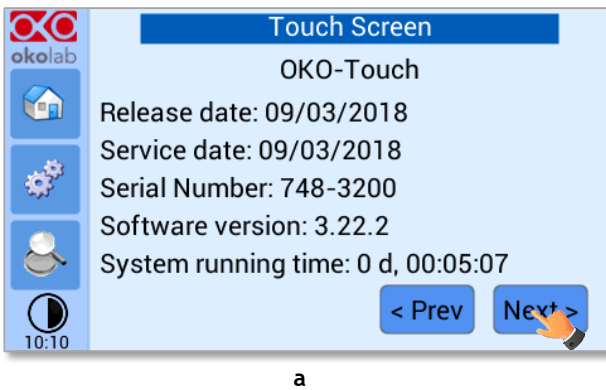 Touch Screen
okolab
OKO-Touch
Release date: 09/03/2018
Service date: 09/03/2018
Serial Number: 748-3200
Software version: 3.22.2
System running time: 0 d, 00:05:07
< Prev
Next >
10:10
a